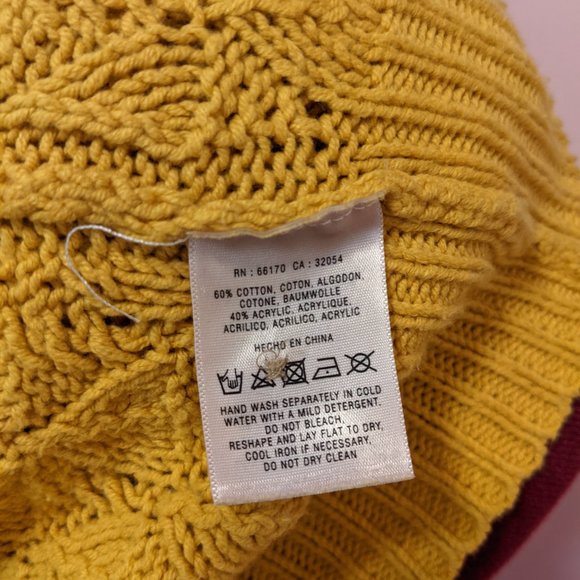 RN : 66170 CA : 32054
60% COTTON, COTON, ALGODON,
COTONE, BAUMWOLLE
40% ACRYLIC, ACRYLIQUE,
ACRILICO, ACRILICO, ACRYLIC
HECHO EN CHINA
HAND WASH SEPARATELY IN COLD
WATER WITH A MILD DETERGENT.
DO NOT BLEACH.
RESHAPE AND LAY FLAT TO DRY,
COOL IRON IF NECESSARY,
DO NOT DRY CLEAN